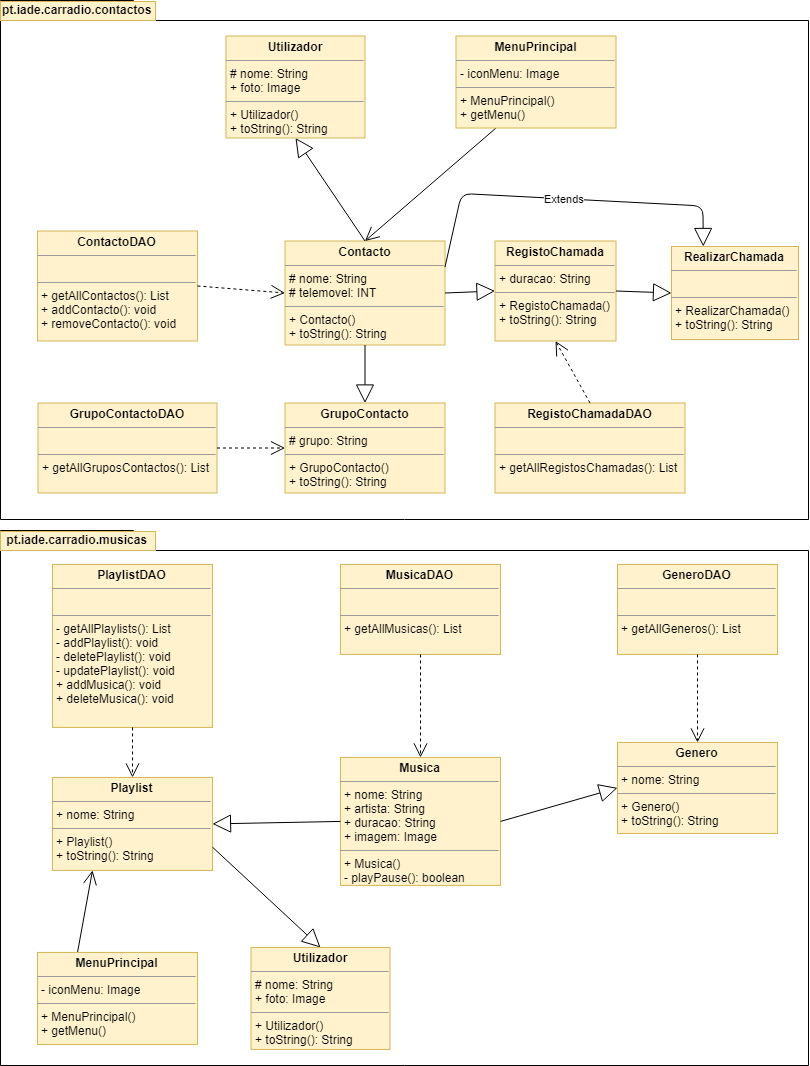 pt.iade.carradio.contactos
Utilizador
# nome: String
+ foto: Image
+ Utilizador()
+ toString(): String
MenuPrincipal
- iconMenu: Image
+ MenuPrincipal()
+ getMenu()
Extends
ContactoDAO
+ getAllContactos(): List
+ addContacto(): void
+ removeContacto(): void
Contacto
# nome: String
# telemovel: INT
+ Contacto()
+ toString(): String
RegistoChamada
+ duracao: String
+ RegistoChamada()
+ toString(): String
RealizarChamada
+ RealizarChamada()
+ toString(): String
GrupoContactoDAO
+ getAllGruposContactos(): List
GrupoContacto
# grupo: String
+ GrupoContacto()
+ toString(): String
RegistoChamadaDAO
+ getAllRegistosChamadas(): List
pt.iade.carradio.musicas
PlaylistDAO
- getAllPlaylists(): List
- addPlaylist(): void
- deletePlaylist(): void
- updatePlaylist(): void
+ addMusica(): void
+ deleteMusica(): void
MusicaDAO
+ getAllMusicas(): List
GeneroDAO
+ getAllGeneros(): List
Playlist
+ nome: String
+ Playlist()
+ toString(): String
Musica
+ nome: String
+ artista: String
+ duracao: String
+ imagem: Image
+ Musica()
- playPause(): boolean
Genero
+ nome: String
+ Genero()
+ toString(): String
MenuPrincipal
- iconMenu: Image
+ MenuPrincipal()
+ getMenu()
Utilizador
# nome: String
+ foto: Image
+ Utilizador()
+ toString(): String